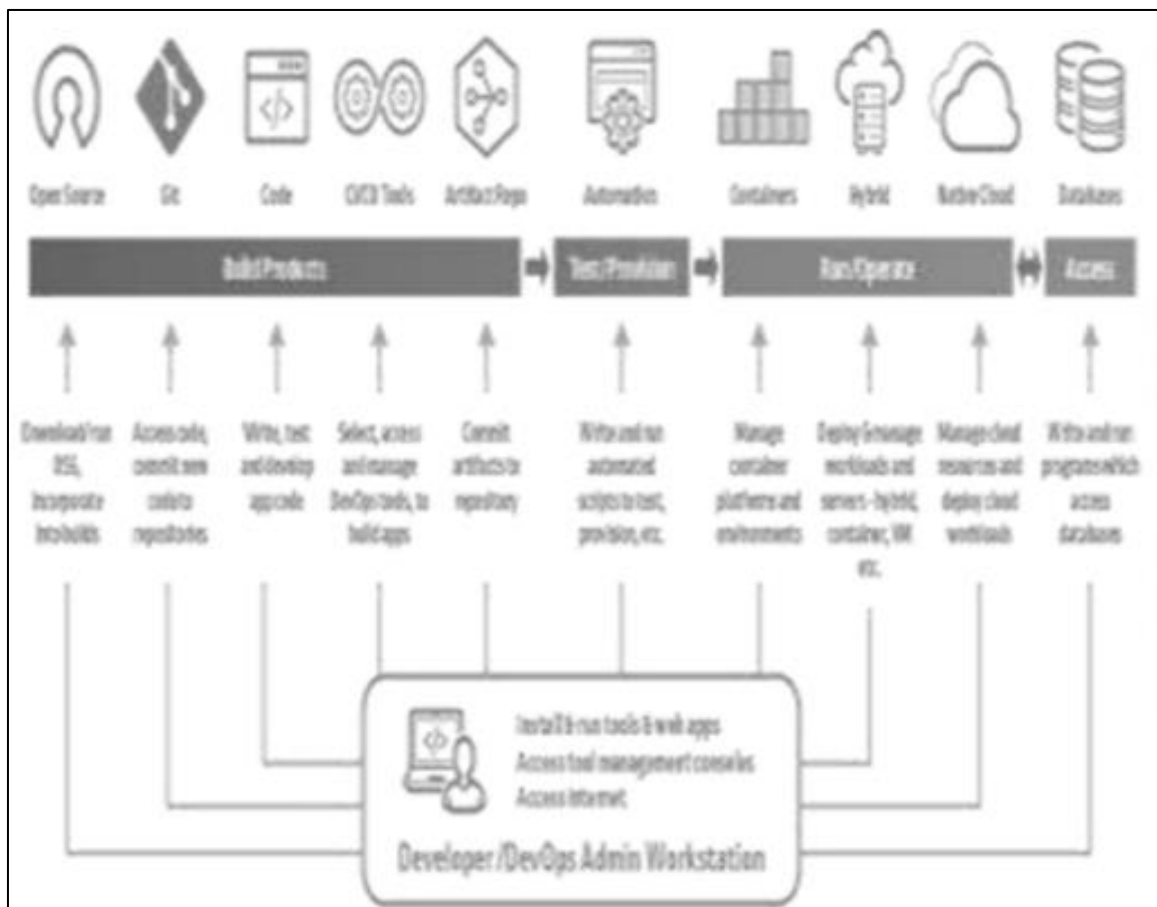 Open Source
Git
Code
CI/CD Tools
Artifact Repo
Automation
Containers
Hybrid
Native Cloud
Databases
Build Products
Test/Provision
Run/Operate
Access
Download/run
OSS,
incorporate
into builds
Access code,
commit new
code to
repositories
Write, test
and develop
app code
Select, access
and manage
DevOps tools, to
build apps
Commit
artifacts to
repository
Write and run
automated
scripts to test,
provision, etc.
Manage
container
platforms and
environments
Deploy & manage
workloads and
servers - hybrid,
container, VM
etc.
Manage cloud
resources and
deploy cloud
workloads
Write and run
programs which
access
databases
Install & run tools & web apps
Access tool management consoles
Access internet
Developer /DevOps Admin Workstation